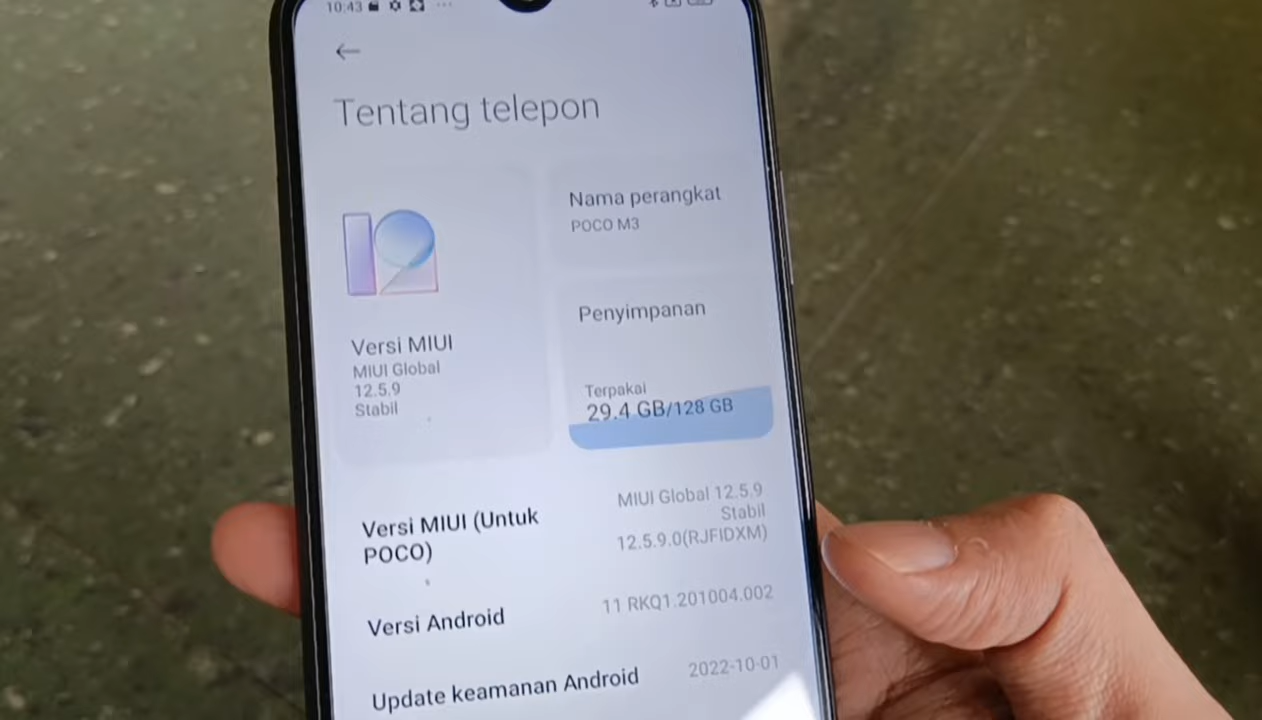 10:43
Tentang telepon
Versi MIUI
MIUI Global
12.5.9
Stabil
Nama perangkat
POCO M3
Penyimpanan
Terpakai
29.4 GB/128 GB
Versi MIUI (Untuk
POCO)
MIUI Global 12.5.9
Stabil
12.5.9.0(RJFIDXM)
Versi Android
11 RKQ1.201004.002
Update keamanan Android
2022-10-01